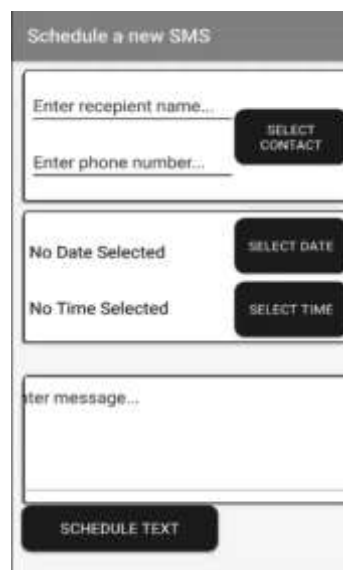 Schedule a new SMS
Enter recepient name...
SELECT
CONTACT
Enter phone number...
No Date Selected
SELECT DATE
No Time Selected
SELECT TIME
ter message...
SCHEDULE TEXT